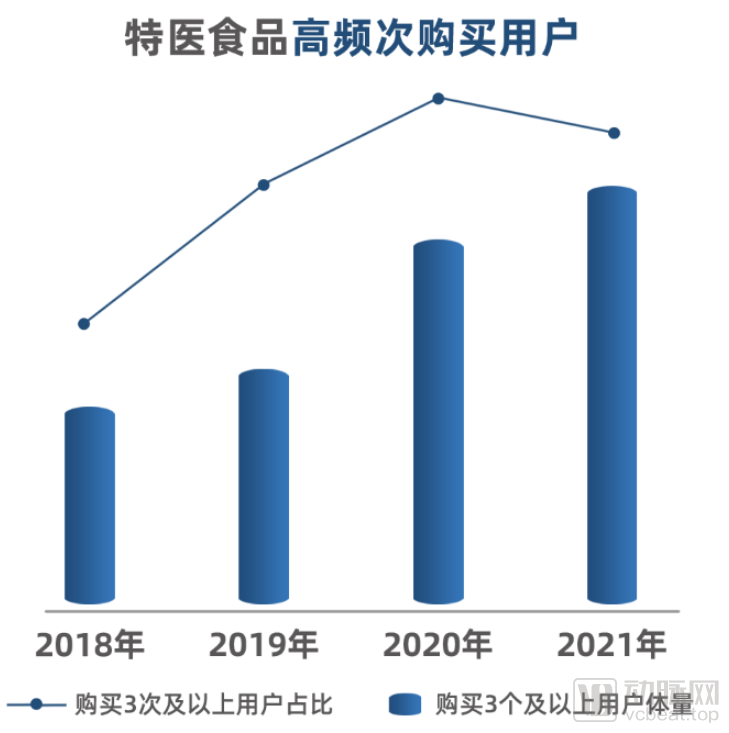 特医食品高频次购买用户
2018年 2019年 2020年 2021年
购买3次及以上用户占比 购买3个及以上用户体量
动脉网
vcbeat.top